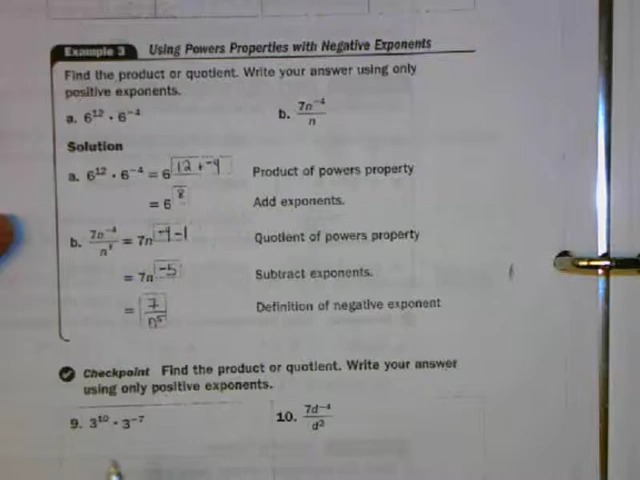 Example 3 Using Powers Properties with Negative Exponents
Find the product or quotient. Write your answer using only
positive exponents.
a. 6¹² · 6⁻⁴ b. 7n⁻⁴/n
Solution
a. 6¹² · 6⁻⁴ = 6^(12 + -4) Product of powers property
= 6⁸ Add exponents.
b. 7n⁻⁴/n¹ = 7n^(-4 - 1) Quotient of powers property
= 7n⁻⁵ Subtract exponents.
= 7/n⁵ Definition of negative exponent
Checkpoint Find the product or quotient. Write your answer
using only positive exponents.
9. 3¹⁰ · 3⁻⁷ 10. 7d⁻⁴/d²